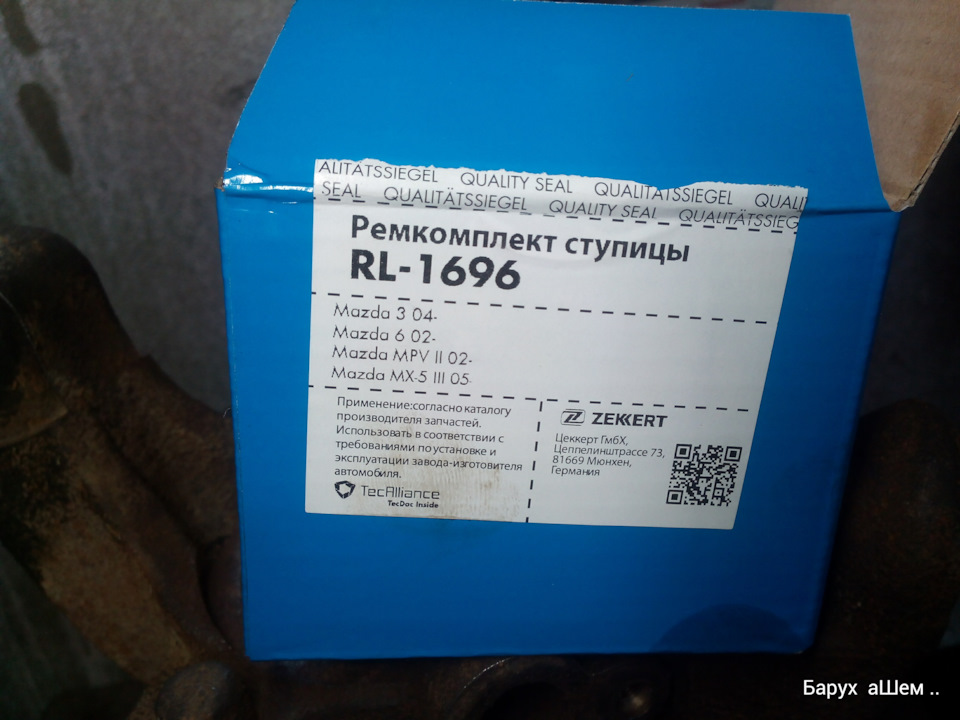 ALITÄTSSIEGEL QUALITY SEAL QUALITÄTSSIEGEL QUALI
SEAL QUALITÄTSSIEGEL QUALITY SEAL QUALITÄTSSIEG
Ремкомплект ступицы
RL-1696
Mazda 3 04-
Mazda 6 02-
Mazda MPV II 02-
Mazda MX-5 III 05-
Применение:согласно каталогу
производителя запчастей.
Использовать в соответствии с
требованиями по установке и
эксплуатации завода-изготовителя
автомобиля.
TecAlliance
TecDoc Inside
ZEKKERT
Цеккерт ГмбХ,
Цеппелинштрассе 73,
81669 Мюнхен,
Германия
Барух аШем ..